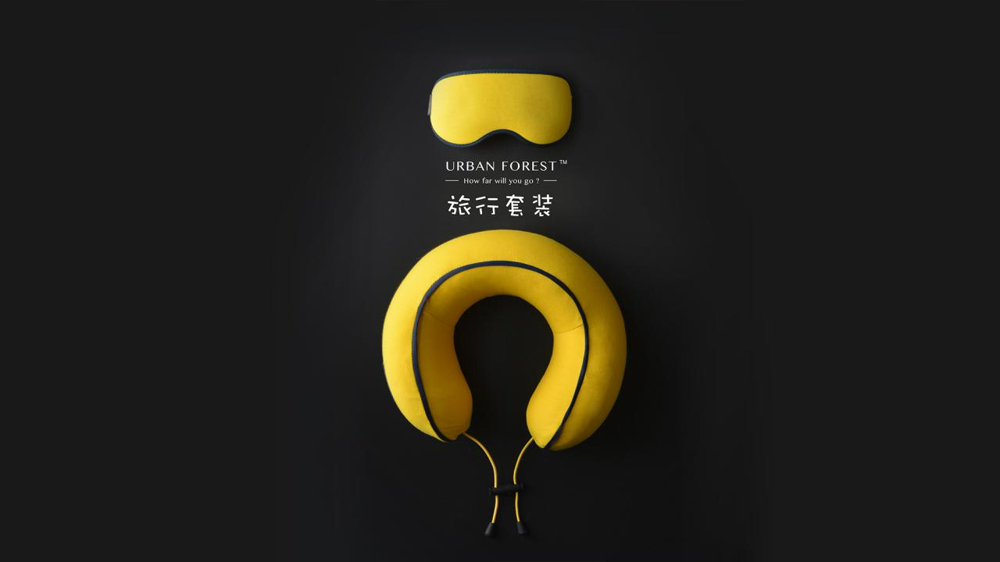 URBAN FOREST™
How far will you go ?
旅行套装